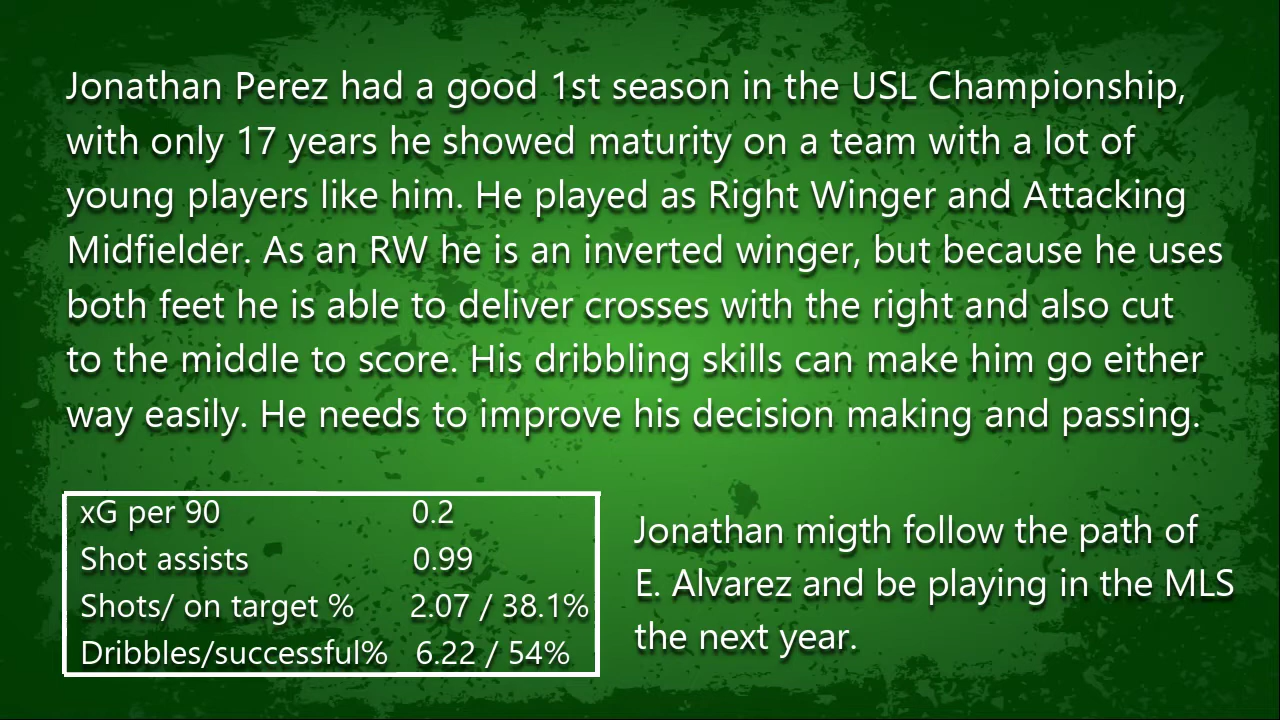 Jonathan Perez had a good 1st season in the USL Championship,
with only 17 years he showed maturity on a team with a lot of
young players like him. He played as Right Winger and Attacking
Midfielder. As an RW he is an inverted winger, but because he uses
both feet he is able to deliver crosses with the right and also cut
to the middle to score. His dribbling skills can make him go either
way easily. He needs to improve his decision making and passing.
xG per 90 0.2
Shot assists 0.99
Shots/ on target % 2.07 / 38.1%
Dribbles/successful% 6.22 / 54%
Jonathan migth follow the path of
E. Alvarez and be playing in the MLS
the next year.